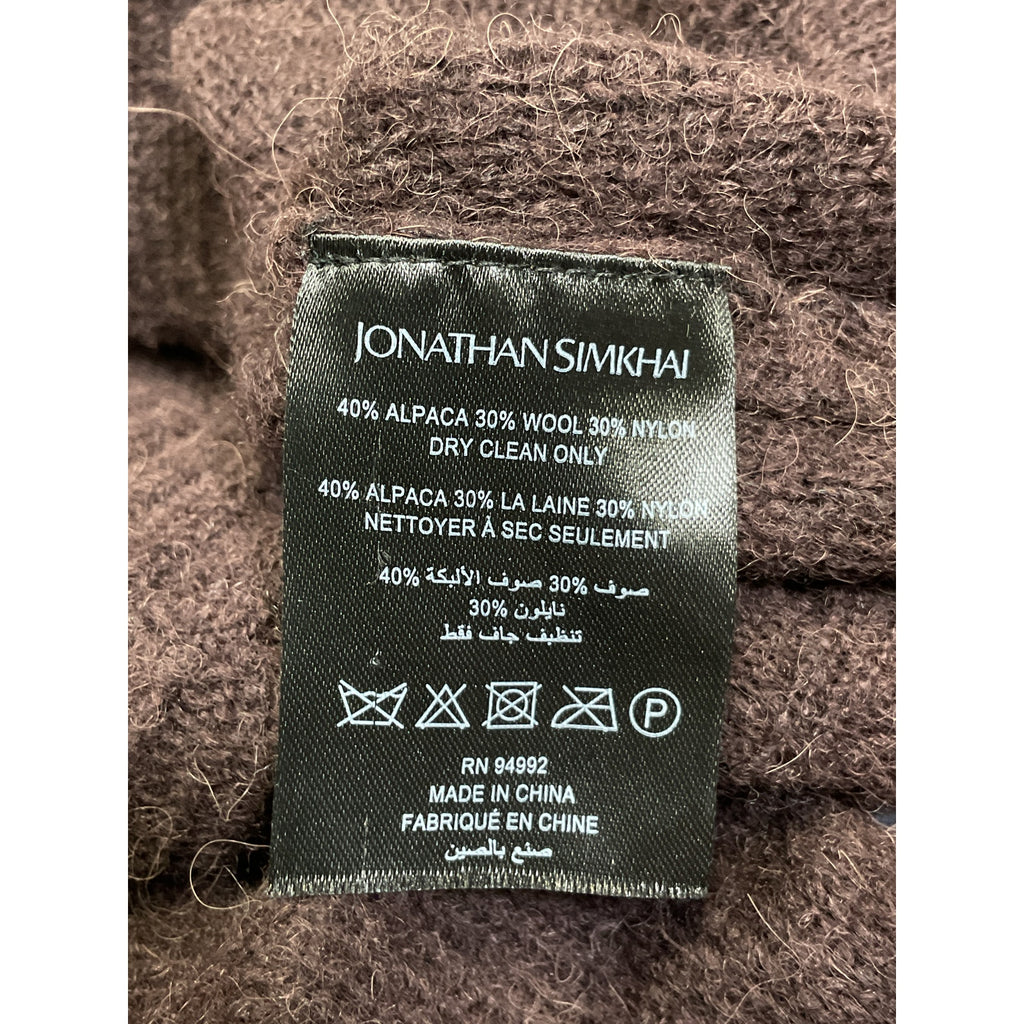 JONATHAN SIMKHAI
40% ALPACA 30% WOOL 30% NYLON
DRY CLEAN ONLY
40% ALPACA 30% LA LAINE 30% NYLON
NETTOYER À SEC SEULEMENT
صوف 30% صوف الألبكة 40%
نايلون 30%
تنظيف جاف فقط
P
RN 94992
MADE IN CHINA
FABRIQUÉ EN CHINE
صنع بالصين